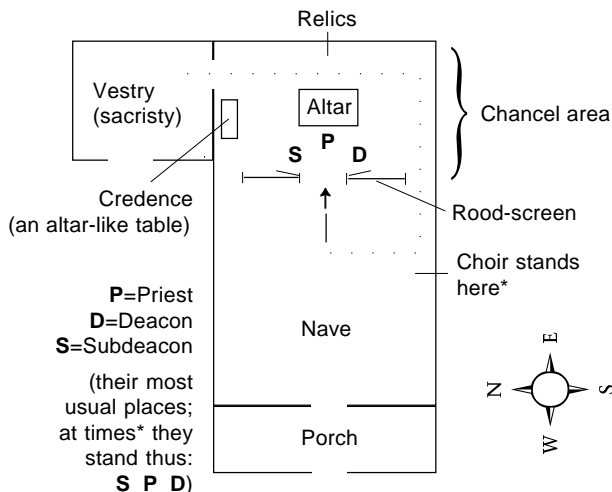 Relics
Vestry
(sacristy)
Altar
Chancel area
S P D
Credence
(an altar-like table)
Rood-screen
Choir stands
here*
P=Priest
D=Deacon
S=Subdeacon
(their most
usual places;
at times* they
stand thus:
S P D)
Nave
Porch
E
N
S
W